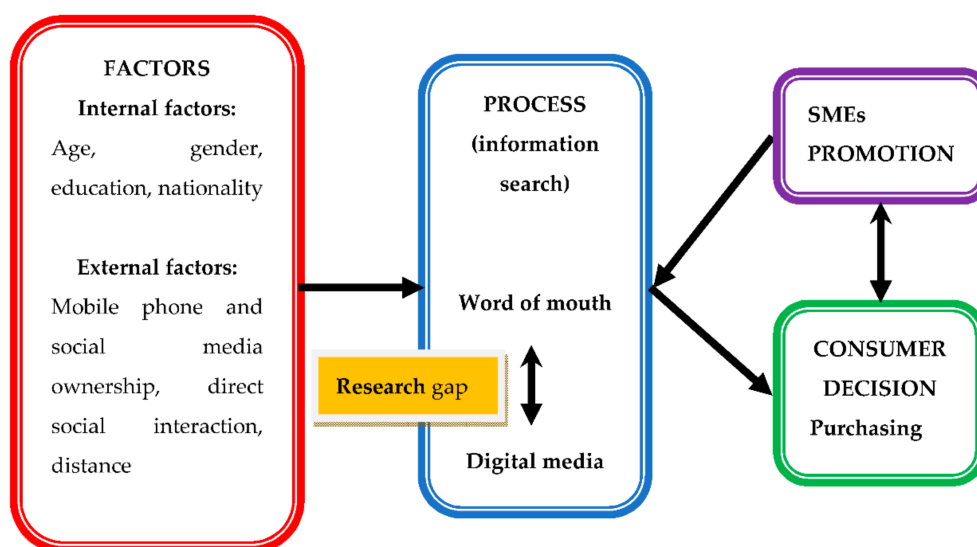 FACTORS
Internal factors:
Age, gender,
education, nationality
External factors:
Mobile phone and
social media
ownership, direct
social interaction,
distance
Research gap
PROCESS
(information
search)
Word of mouth
Digital media
SMEs
PROMOTION
CONSUMER
DECISION
Purchasing